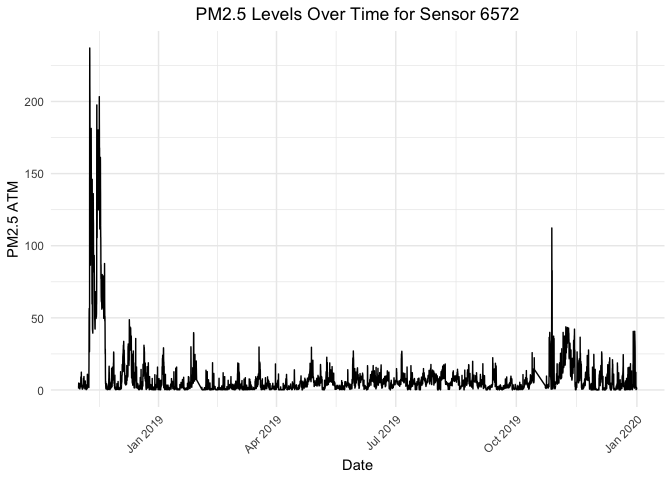 PM2.5 Levels Over Time for Sensor 6572
PM2.5 ATM
200
150
100
50
0
Jan 2019
Apr 2019
Jul 2019
Oct 2019
Jan 2020
Date